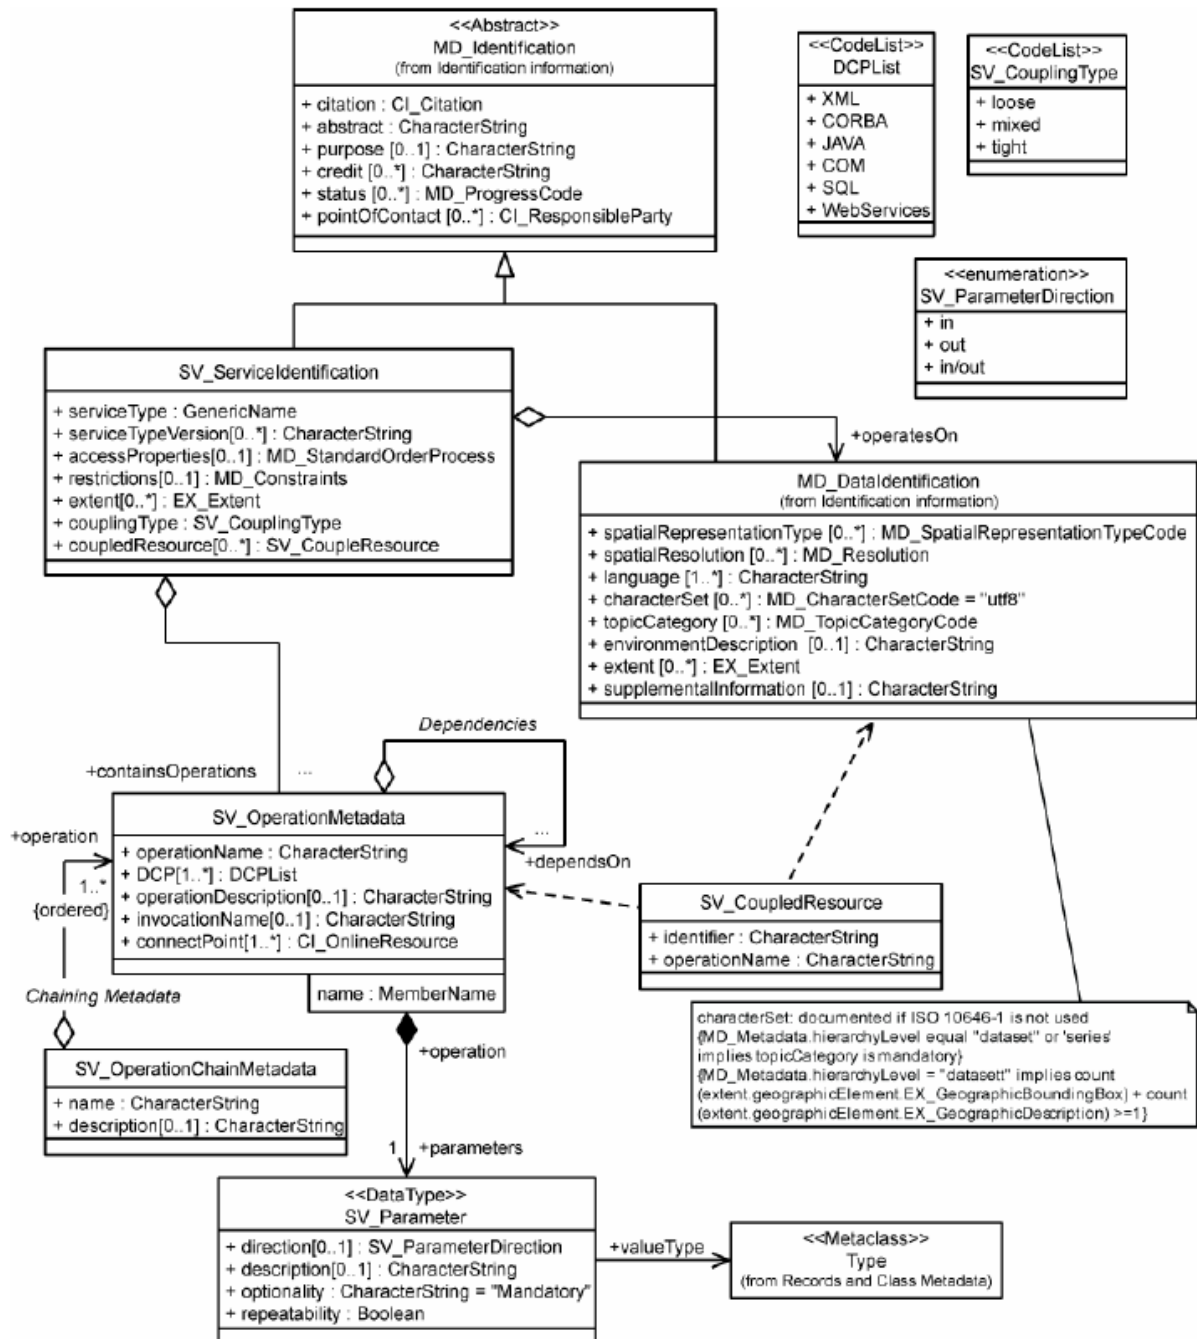 <<Abstract>>
MD_Identification
(from Identification information)
+ citation : CI_Citation
+ abstract : CharacterString
+ purpose [0..1] : CharacterString
+ credit [0..*] : CharacterString
+ status [0..*] : MD_ProgressCode
+ pointOfContact [0..*] : CI_ResponsibleParty
<<CodeList>>
DCPList
+ XML
+ CORBA
+ JAVA
+ COM
+ SQL
+ WebServices
<<CodeList>>
SV_CouplingType
+ loose
+ mixed
+ tight
<<enumeration>>
SV_ParameterDirection
+ in
+ out
+ in/out
SV_ServiceIdentification
+ serviceType : GenericName
+ serviceTypeVersion[0..*] : CharacterString
+ accessProperties[0..1] : MD_StandardOrderProcess
+ restrictions[0..1] : MD_Constraints
+ extent[0..*] : EX_Extent
+ couplingType : SV_CouplingType
+ coupledResource[0..*] : SV_CoupleResource
+operatesOn
MD_DataIdentification
(from Identification information)
+ spatialRepresentationType [0..*] : MD_SpatialRepresentationTypeCode
+ spatialResolution [0..*] : MD_Resolution
+ language [1..*] : CharacterString
+ characterSet [0..*] : MD_CharacterSetCode = "utf8"
+ topicCategory [0..*] : MD_TopicCategoryCode
+ environmentDescription [0..1] : CharacterString
+ extent [0..*] : EX_Extent
+ supplementalInformation [0..1] : CharacterString
Dependencies
+containsOperations ...
SV_OperationMetadata
+ operationName : CharacterString
+ DCP[1..*] : DCPList
+ operationDescription[0..1] : CharacterString
+ invocationName[0..1] : CharacterString
+ connectPoint[1..*] : CI_OnlineResource
name : MemberName
...
+dependsOn
+operation
1..*
{ordered}
Chaining Metadata
SV_OperationChainMetadata
+ name : CharacterString
+ description[0..1] : CharacterString
SV_CoupledResource
+ identifier : CharacterString
+ operationName : CharacterString
characterSet: documented if ISO 10646-1 is not used
{MD_Metadata.hierarchyLevel equal "dataset" or 'series'
implies topicCategory is mandatory}
{MD_Metadata.hierarchyLevel = "datasett" implies count
(extent.geographicElement.EX_GeographicBoundingBox) + count
(extent.geographicElement.EX_GeographicDescription) >=1}
+operation
1 +parameters
<<DataType>>
SV_Parameter
+ direction[0..1] : SV_ParameterDirection
+ description[0..1] : CharacterString
+ optionality : CharacterString = "Mandatory"
+ repeatability : Boolean
+valueType
<<Metaclass>>
Type
(from Records and Class Metadata)